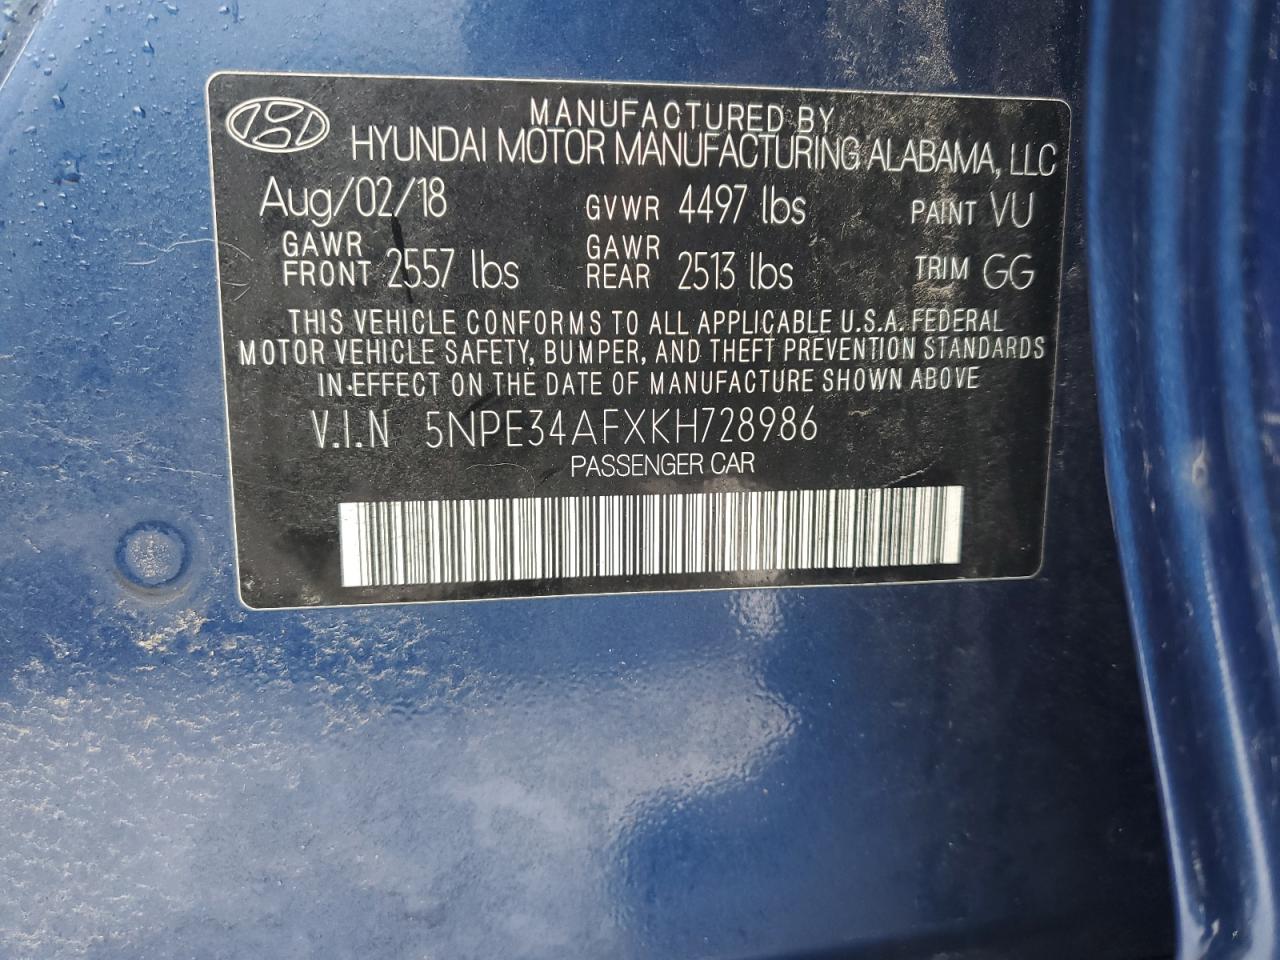 MANUFACTURED BY
HYUNDAI MOTOR MANUFACTURING ALABAMA, LLC
Aug/02/18 GVWR 4497 lbs PAINT VU
GAWR FRONT 2557 lbs GAWR REAR 2513 lbs TRIM GG
THIS VEHICLE CONFORMS TO ALL APPLICABLE U.S.A. FEDERAL
MOTOR VEHICLE SAFETY, BUMPER, AND THEFT PREVENTION STANDARDS
IN EFFECT ON THE DATE OF MANUFACTURE SHOWN ABOVE
V.I.N 5NPE34AFXKH728986
PASSENGER CAR